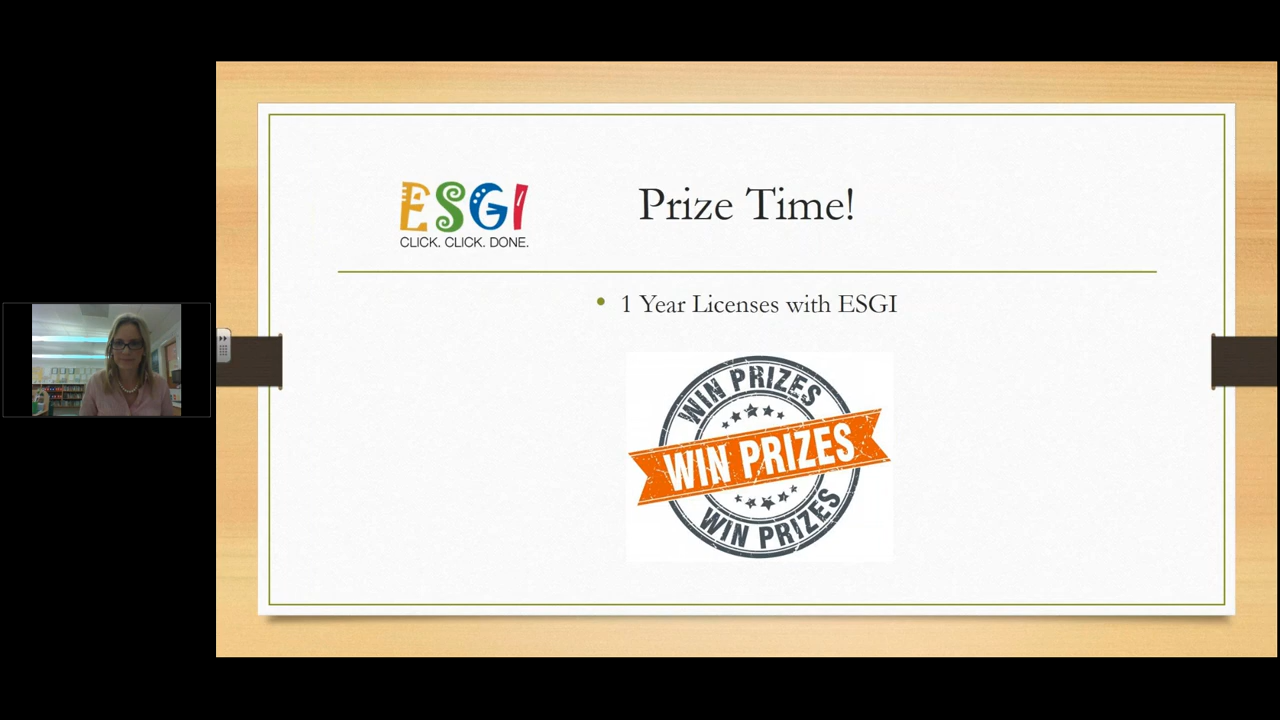 ESGI
CLICK. CLICK. DONE.
Prize Time!
• 1 Year Licenses with ESGI
WIN PRIZES
WIN PRIZES
WIN PRIZES